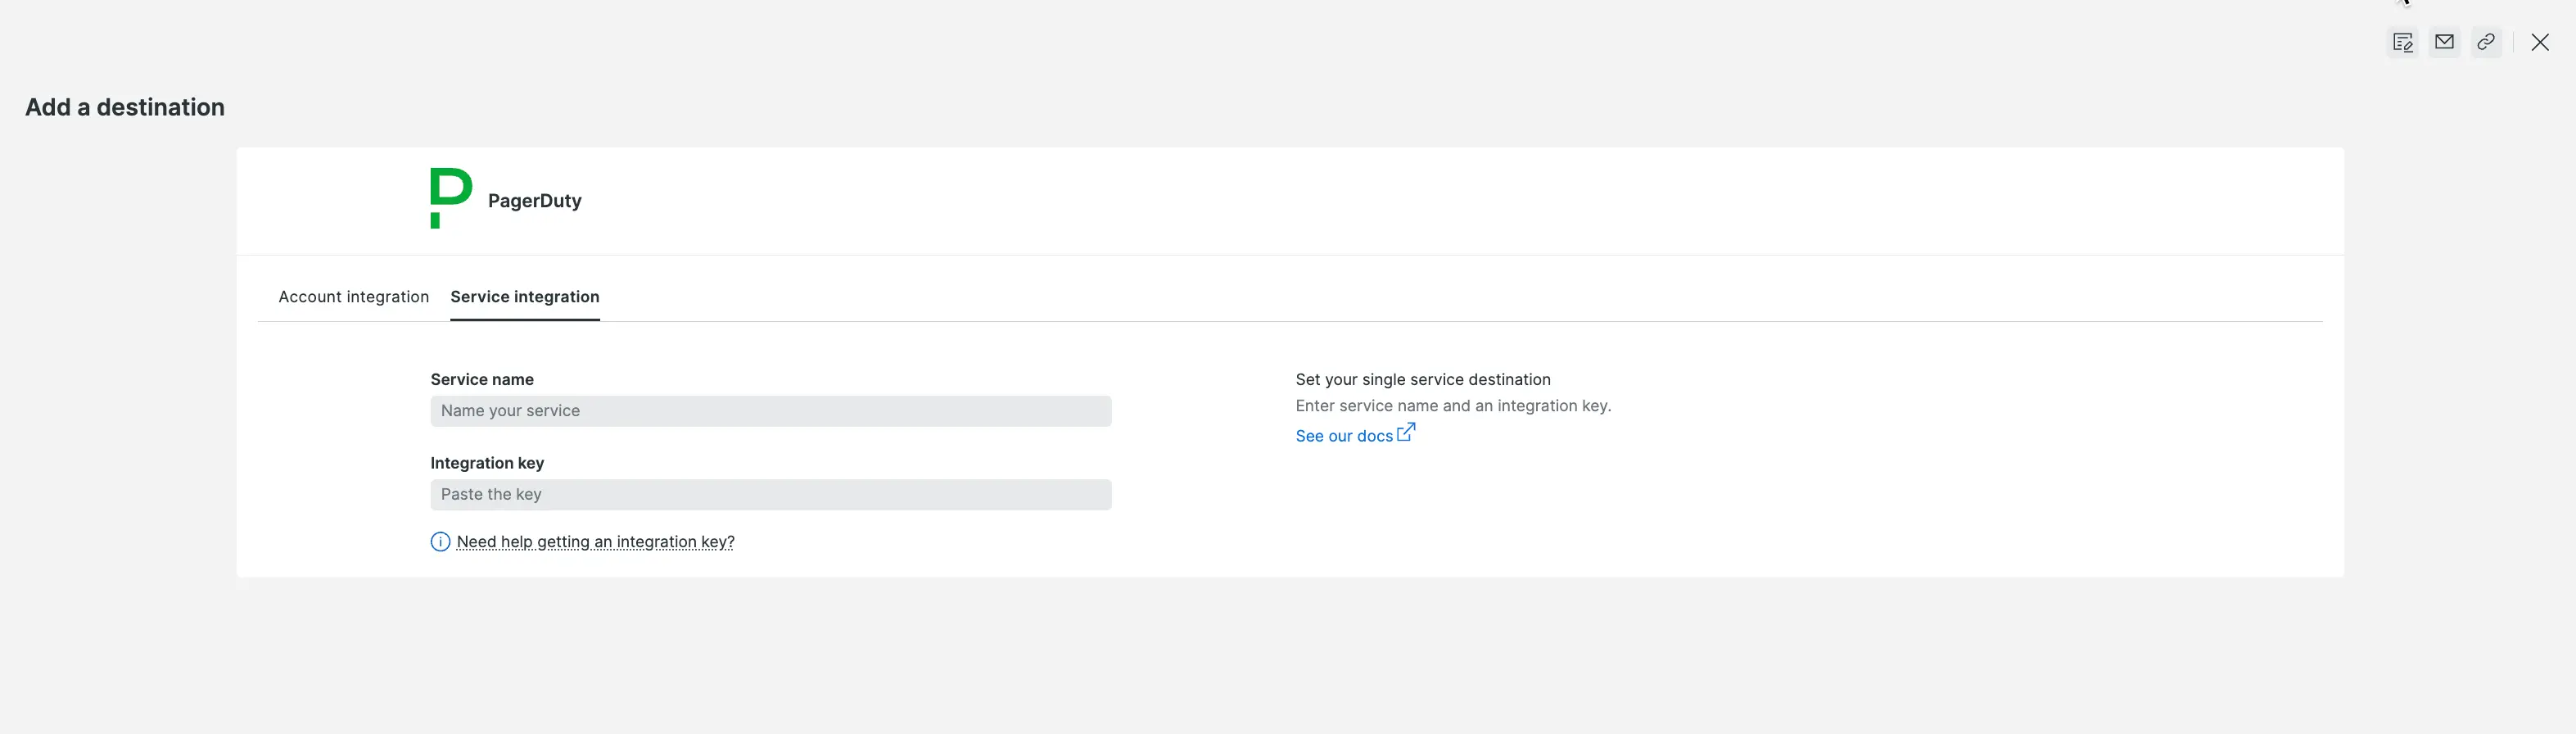 Add a destination
PagerDuty
Account integration Service integration
Service name
Name your service
Integration key
Paste the key
Need help getting an integration key?
Set your single service destination
Enter service name and an integration key.
See our docs